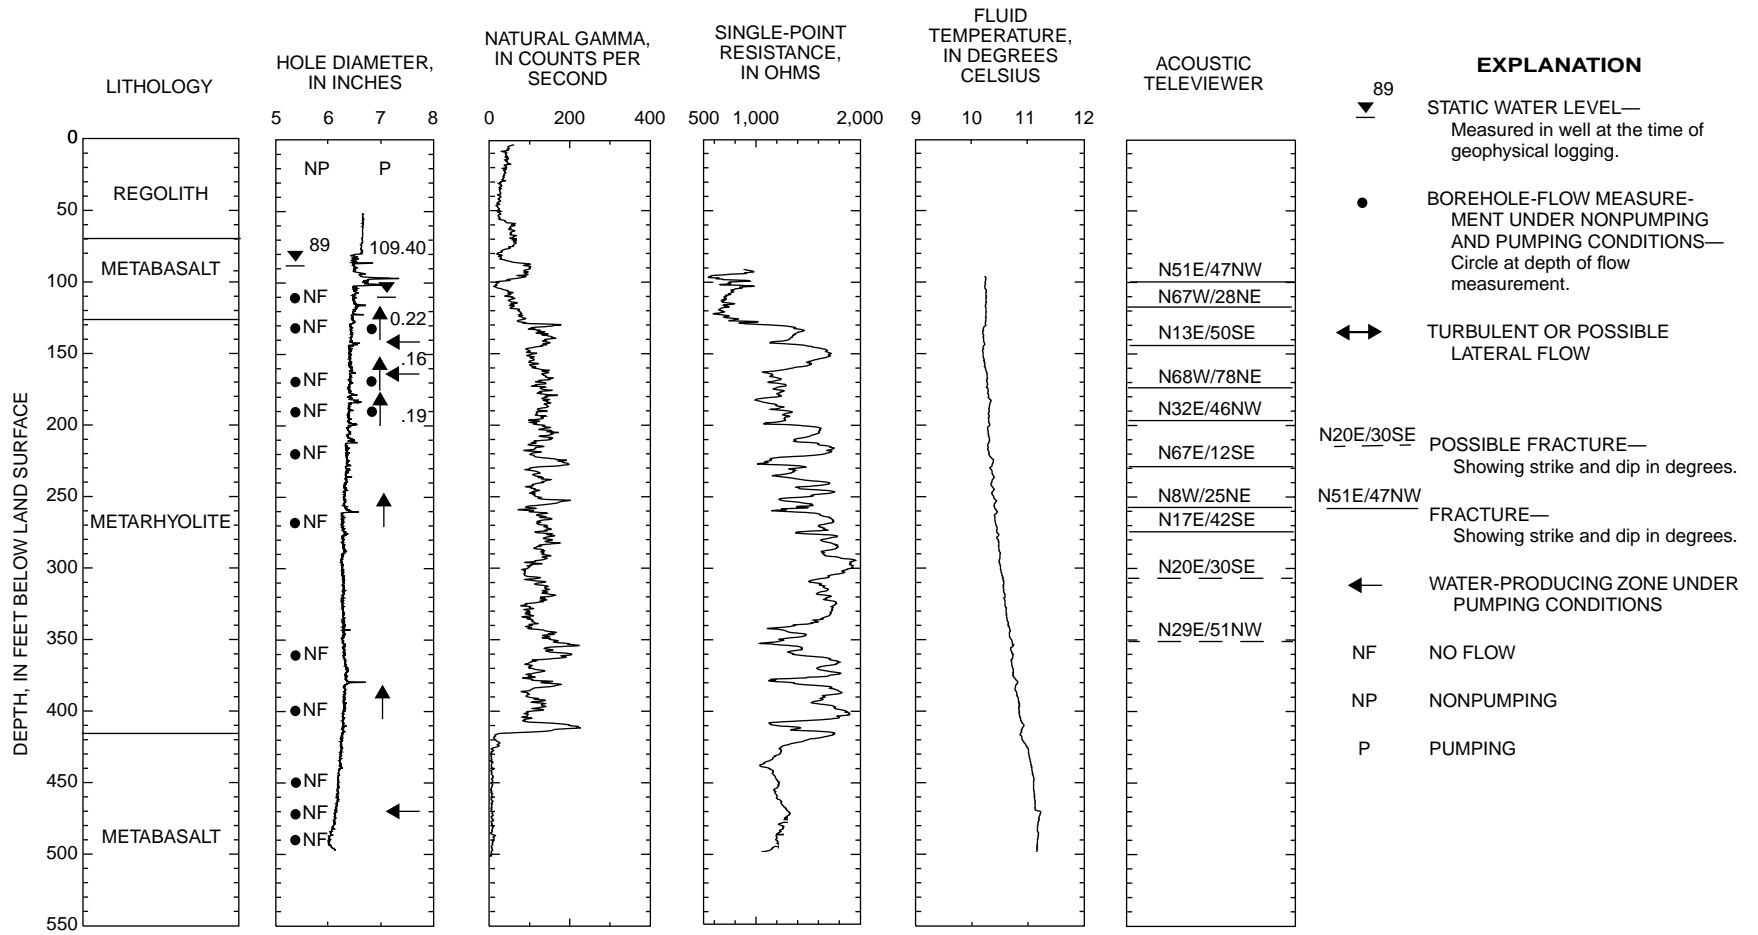 LITHOLOGY
HOLE DIAMETER,
IN INCHES
NATURAL GAMMA,
IN COUNTS PER
SECOND
SINGLE-POINT
RESISTANCE,
IN OHMS
FLUID
TEMPERATURE,
IN DEGREES
CELSIUS
ACOUSTIC
TELEVIEWER
5 6 7 8
0 200 400
500 1,000 2,000
9 10 11 12
DEPTH, IN FEET BELOW LAND SURFACE
0
50
100
150
200
250
300
350
400
450
500
550
REGOLITH
METABASALT
METARHYOLITE
METABASALT
NP P
89 109.40
NF
NF 0.22
.16
NF
NF .19
NF
NF
NF
NF
NF
NF
NF
N51E/47NW
N67W/28NE
N13E/50SE
N68W/78NE
N32E/46NW
N67E/12SE
N8W/25NE
N17E/42SE
N20E/30SE
N29E/51NW
EXPLANATION
89
STATIC WATER LEVEL—
Measured in well at the time of
geophysical logging.
BOREHOLE-FLOW MEASURE-
MENT UNDER NONPUMPING
AND PUMPING CONDITIONS—
Circle at depth of flow
measurement.
TURBULENT OR POSSIBLE
LATERAL FLOW
N20E/30SE
POSSIBLE FRACTURE—
Showing strike and dip in degrees.
N51E/47NW
FRACTURE—
Showing strike and dip in degrees.
WATER-PRODUCING ZONE UNDER
PUMPING CONDITIONS
NF NO FLOW
NP NONPUMPING
P PUMPING